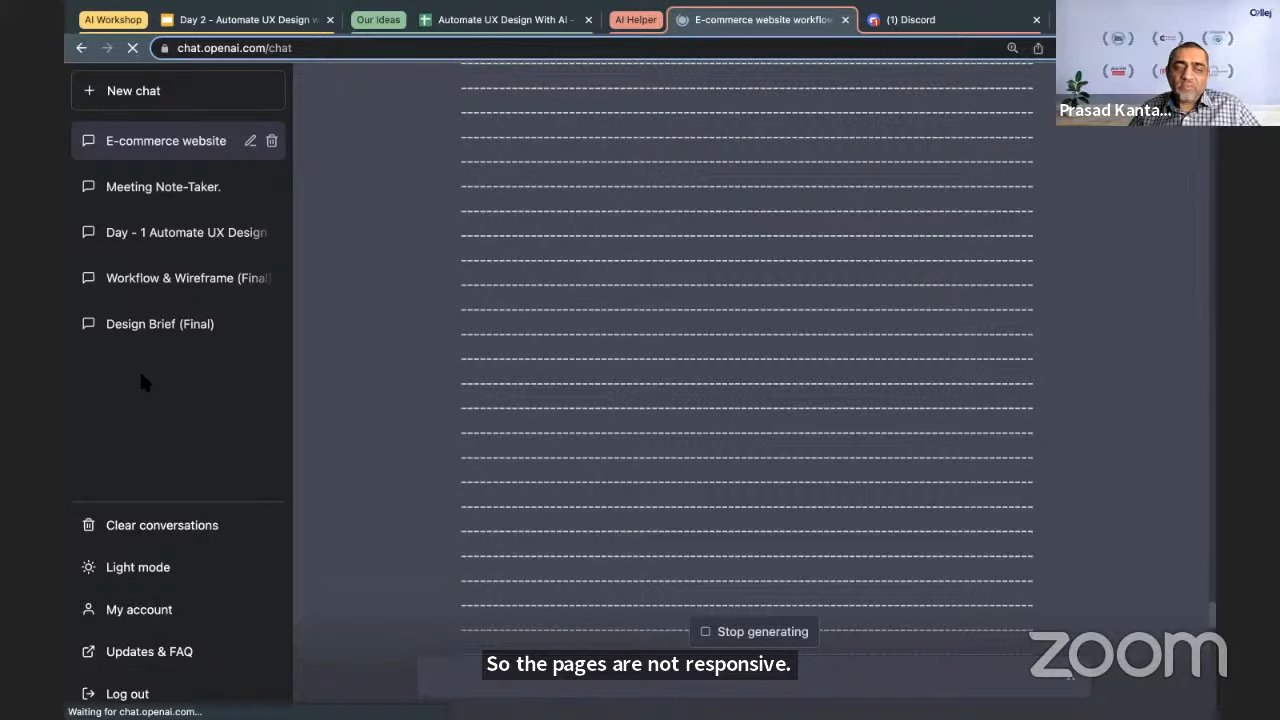 AI Workshop
Day 2 - Automate UX Design w
Our Ideas
Automate UX Design With Ai -
AI Helper
E-commerce website workflow
(1) Discord
chat.openai.com/chat
Collej
Prasad Kanta...
New chat
E-commerce website
Meeting Note-Taker.
Day - 1 Automate UX Design
Workflow & Wireframe (Final)
Design Brief (Final)
Clear conversations
Light mode
My account
Updates & FAQ
Log out
Stop generating
So the pages are not responsive.
zoom
Waiting for chat.openai.com...